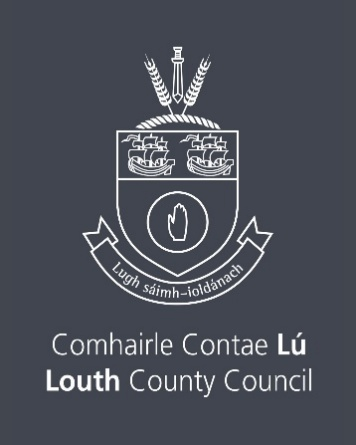 Lugh sáimh-ioldánach
Comhairle Contae Lú
Louth County Council